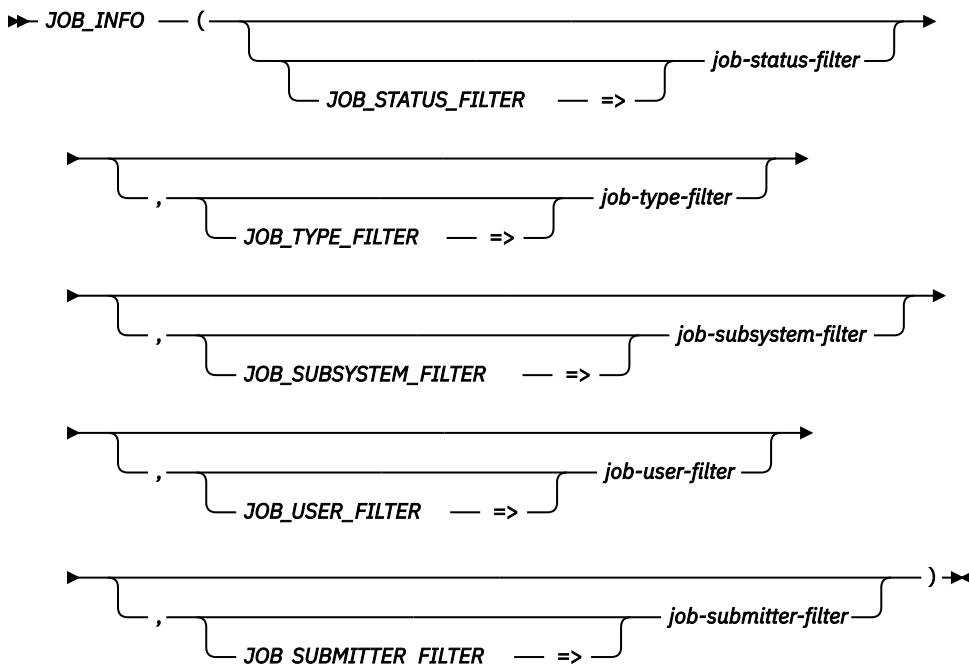 JOB_INFO (
job-status-filter
JOB_STATUS_FILTER =>
, job-type-filter
JOB_TYPE_FILTER =>
, job-subsystem-filter
JOB_SUBSYSTEM_FILTER =>
, job-user-filter
JOB_USER_FILTER =>
)
, job-submitter-filter
JOB_SUBMITTER_FILTER =>